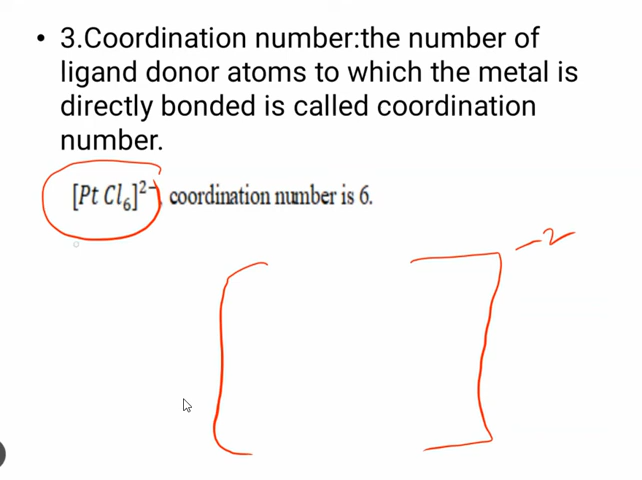 • 3.Coordination number:the number of
ligand donor atoms to which the metal is
directly bonded is called coordination
number.
[Pt Cl₆]²⁻ coordination number is 6.
[ ] −2